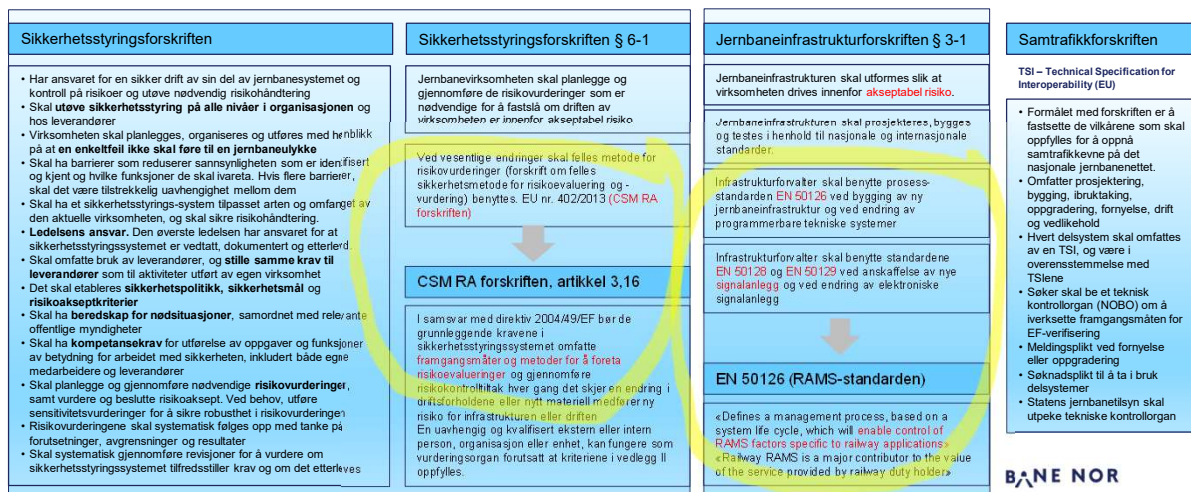 Sikkerhetsstyringsforskriften
• Har ansvaret for en sikker drift av sin del av jernbanesystemet og
kontroll på risikoer og utøve nødvendig risikohåndtering
• Skal utøve sikkerhetsstyring på alle nivåer i organisasjonen og
hos leverandører
• Virksomheten skal planlegges, organiseres og utføres med henblikk
på at en enkeltfeil ikke skal føre til en jernbaneulykke
• Skal ha barrierer som reduserer sannsynligheten som er identifisert
og kjent og hvilke funksjoner de skal ivareta. Hvis flere barrierer,
skal det være tilstrekkelig uavhengighet mellom dem
• Skal ha et sikkerhetsstyrings-system tilpasset arten og omfanget av
den aktuelle virksomheten, og skal sikre risikohåndtering.
• Ledelsens ansvar. Den øverste ledelsen har ansvaret for at
sikkerhetsstyringssystemet er vedtatt, dokumentert og etterlevd.
• Skal omfatte bruk av leverandører, og stille samme krav til
leverandører som til aktiviteter utført av egen virksomhet
• Det skal etableres sikkerhetspolitikk, sikkerhetsmål og
risikoakseptkriterier
• Skal ha beredskap for nødsituasjoner, samordnet med relevante
offentlige myndigheter
• Skal ha kompetansekrav for utførelse av oppgaver og funksjoner
av betydning for arbeidet med sikkerheten, inkludert både egne
medarbeidere og leverandører
• Skal planlegge og gjennomføre nødvendige risikovurderinger,
samt vurdere og beslutte risikoaksept. Ved behov, utføre
sensitivitetsvurderinger for å sikre robusthet i risikovurderingen
• Risikovurderingene skal systematisk følges opp med tanke på
forutsetninger, avgrensninger og resultater
• Skal systematisk gjennomføre revisjoner for å vurdere om
sikkerhetsstyringssystemet tilfredsstiller krav og om det etterleves
Sikkerhetsstyringsforskriften § 6-1
Jernbanevirksomheten skal planlegge og
gjennomføre de risikovurderinger som er
nødvendige for å fastslå om driften av
virksomheten er innenfor akseptabel risiko
Ved vesentlige endringer skal felles metode for
risikovurderinger (forskrift om felles
sikkerhetsmetode for risikoevaluering og -
vurdering) benyttes. EU nr. 402/2013 (CSM RA
forskriften)
CSM RA forskriften, artikkel 3,16
I samsvar med direktiv 2004/49/EF bør de
grunnleggende kravene i
sikkerhetsstyringssystemet omfatte
framgangsmåter og metoder for å foreta
risikoevalueringer og gjennomføre
risikokontrolltiltak hver gang det skjer en endring i
driftsforholdene eller nytt materiell medfører ny
risiko for infrastrukturen eller driften
En uavhengig og kvalifisert ekstern eller intern
person, organisasjon eller enhet, kan fungere som
vurderingsorgan forutsatt at kriteriene i vedlegg II
oppfylles.
Jernbaneinfrastrukturforskriften § 3-1
Jernbaneinfrastrukturen skal utformes slik at
virksomheten drives innenfor akseptabel risiko.
Jernbaneinfrastrukturen skal prosjekteres, bygges
og testes i henhold til nasjonale og internasjonale
standarder.
Infrastrukturforvalter skal benytte prosess-
standarden EN 50126 ved bygging av ny
jernbaneinfrastruktur og ved endring av
programmerbare tekniske systemer
Infrastrukturforvalter skal benytte standardene
EN 50128 og EN 50129 ved anskaffelse av nye
signalanlegg og ved endring av elektroniske
signalanlegg
EN 50126 (RAMS-standarden)
«Defines a management process, based on a
system life cycle, which will enable control of
RAMS factors specific to railway applications»
«Railway RAMS is a major contributor to the value
of the service provided by railway duty holder»
Samtrafikkforskriften
TSI – Technical Specification for
Interoperability (EU)
• Formålet med forskriften er å
fastsette de vilkårene som skal
oppfylles for å oppnå
samtrafikkevne på det
nasjonale jernbanenettet.
• Omfatter prosjektering,
bygging, ibruktaking,
oppgradering, fornyelse, drift
og vedlikehold
• Hvert delsystem skal omfattes
av en TSI, og være i
overensstemmelse med
TSIene
• Søker skal be et teknisk
kontrollorgan (NOBO) om å
iverksette framgangsmåten for
EF-verifisering
• Meldingsplikt ved fornyelse
eller oppgradering
• Søknadsplikt til å ta i bruk
delsystemer
• Statens jernbanetilsyn skal
utpeke tekniske kontrollorgan
BANE NOR